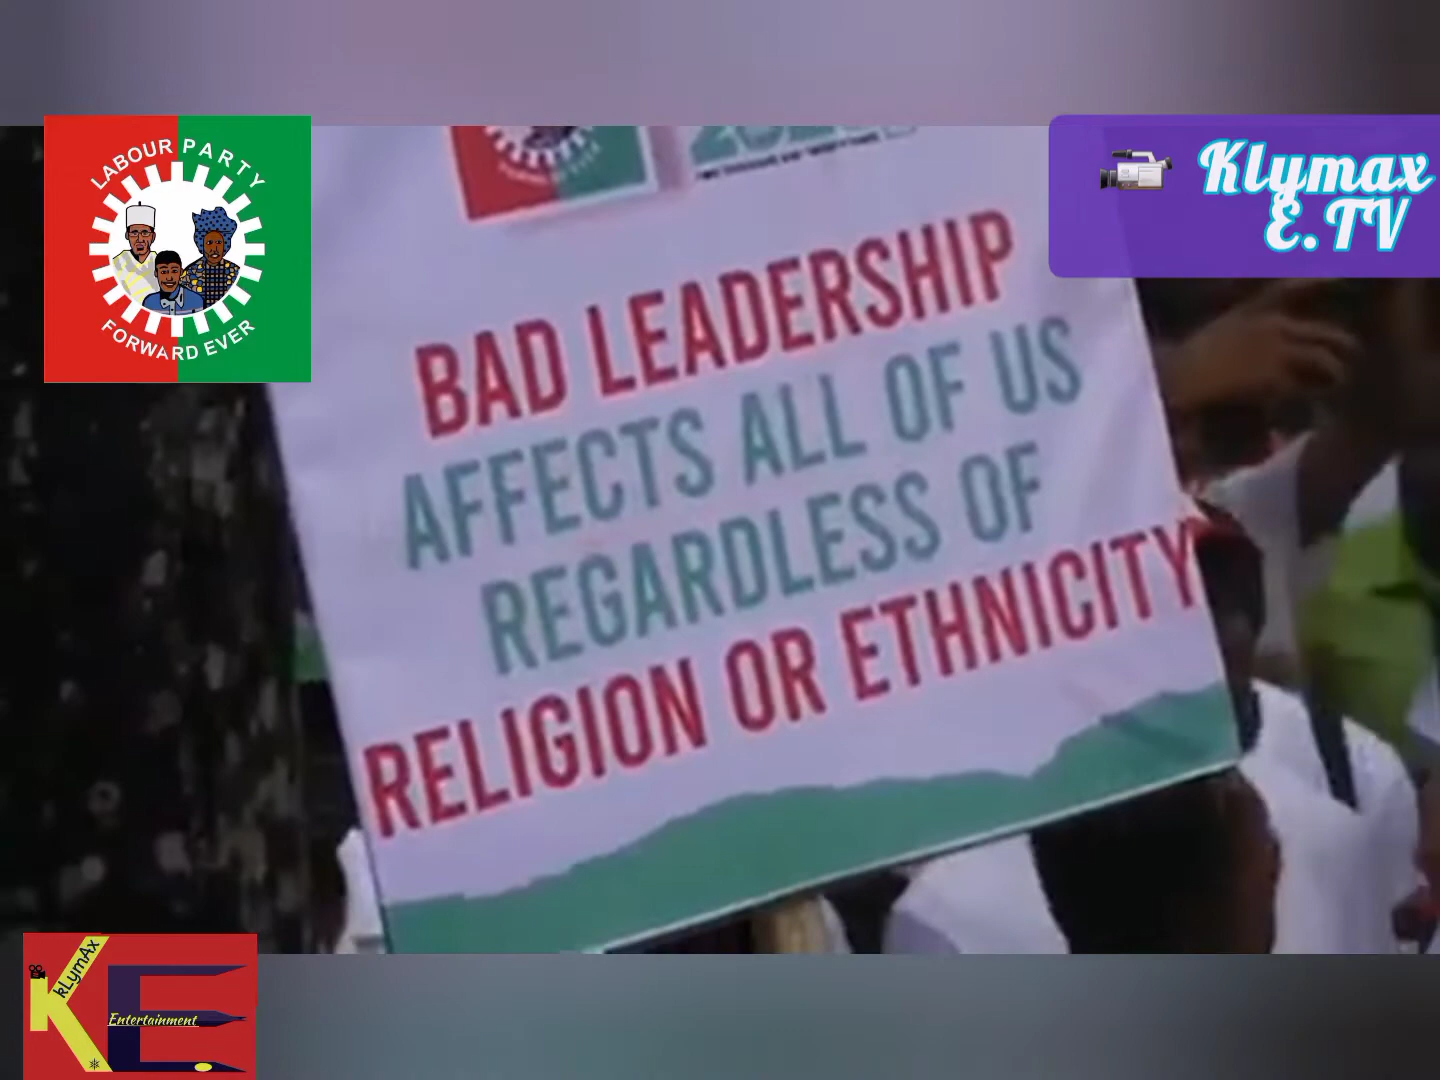 LABOUR PARTY
FORWARD EVER
Klymax
E.TV
BAD LEADERSHIP
AFFECTS ALL OF US
REGARDLESS OF
RELIGION OR ETHNICITY
kLymAx
KE
Entertainment